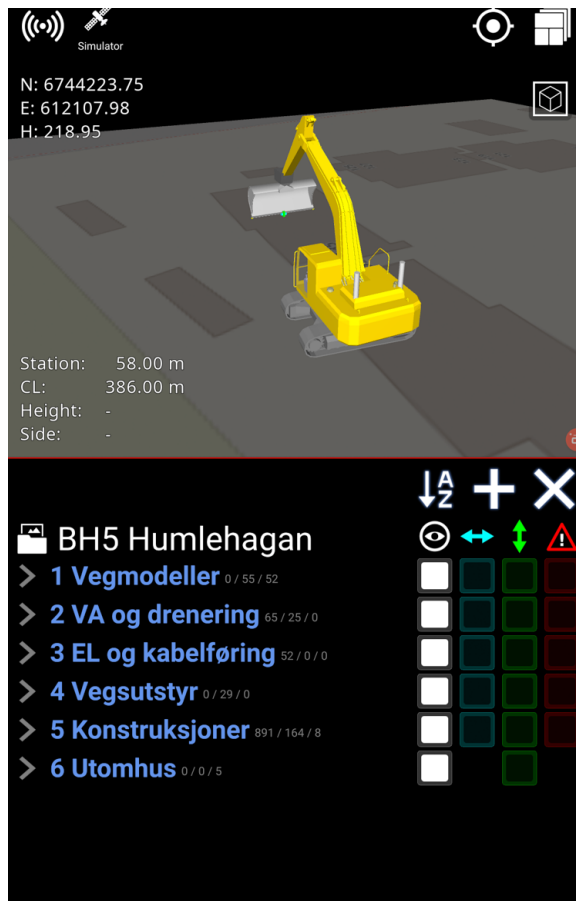 Simulator
N: 6744223.75
E: 612107.98
H: 218.95
Station: 58.00 m
CL: 386.00 m
Height: -
Side: -
A
Z
BH5 Humlehagan
1 Vegmodeller 0 / 55 / 52
2 VA og drenering 65 / 25 / 0
3 EL og kabelføring 52 / 0 / 0
4 Vegsutstyr 0 / 29 / 0
5 Konstruksjoner 891 / 164 / 8
6 Utomhus 0 / 0 / 5